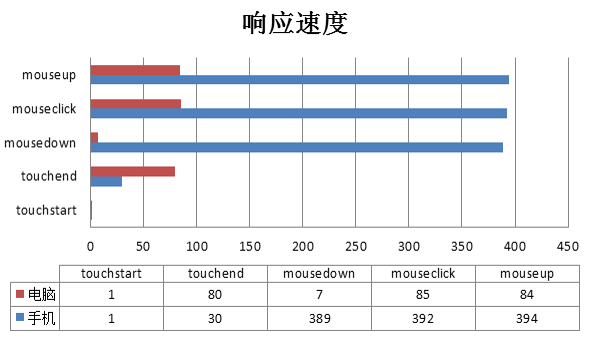 响应速度
mouseup
mouseclick
mousedown
touchend
touchstart
0 50 100 150 200 250 300 350 400 450
touchstart touchend mousedown mouseclick mouseup
电脑 1 80 7 85 84
手机 1 30 389 392 394